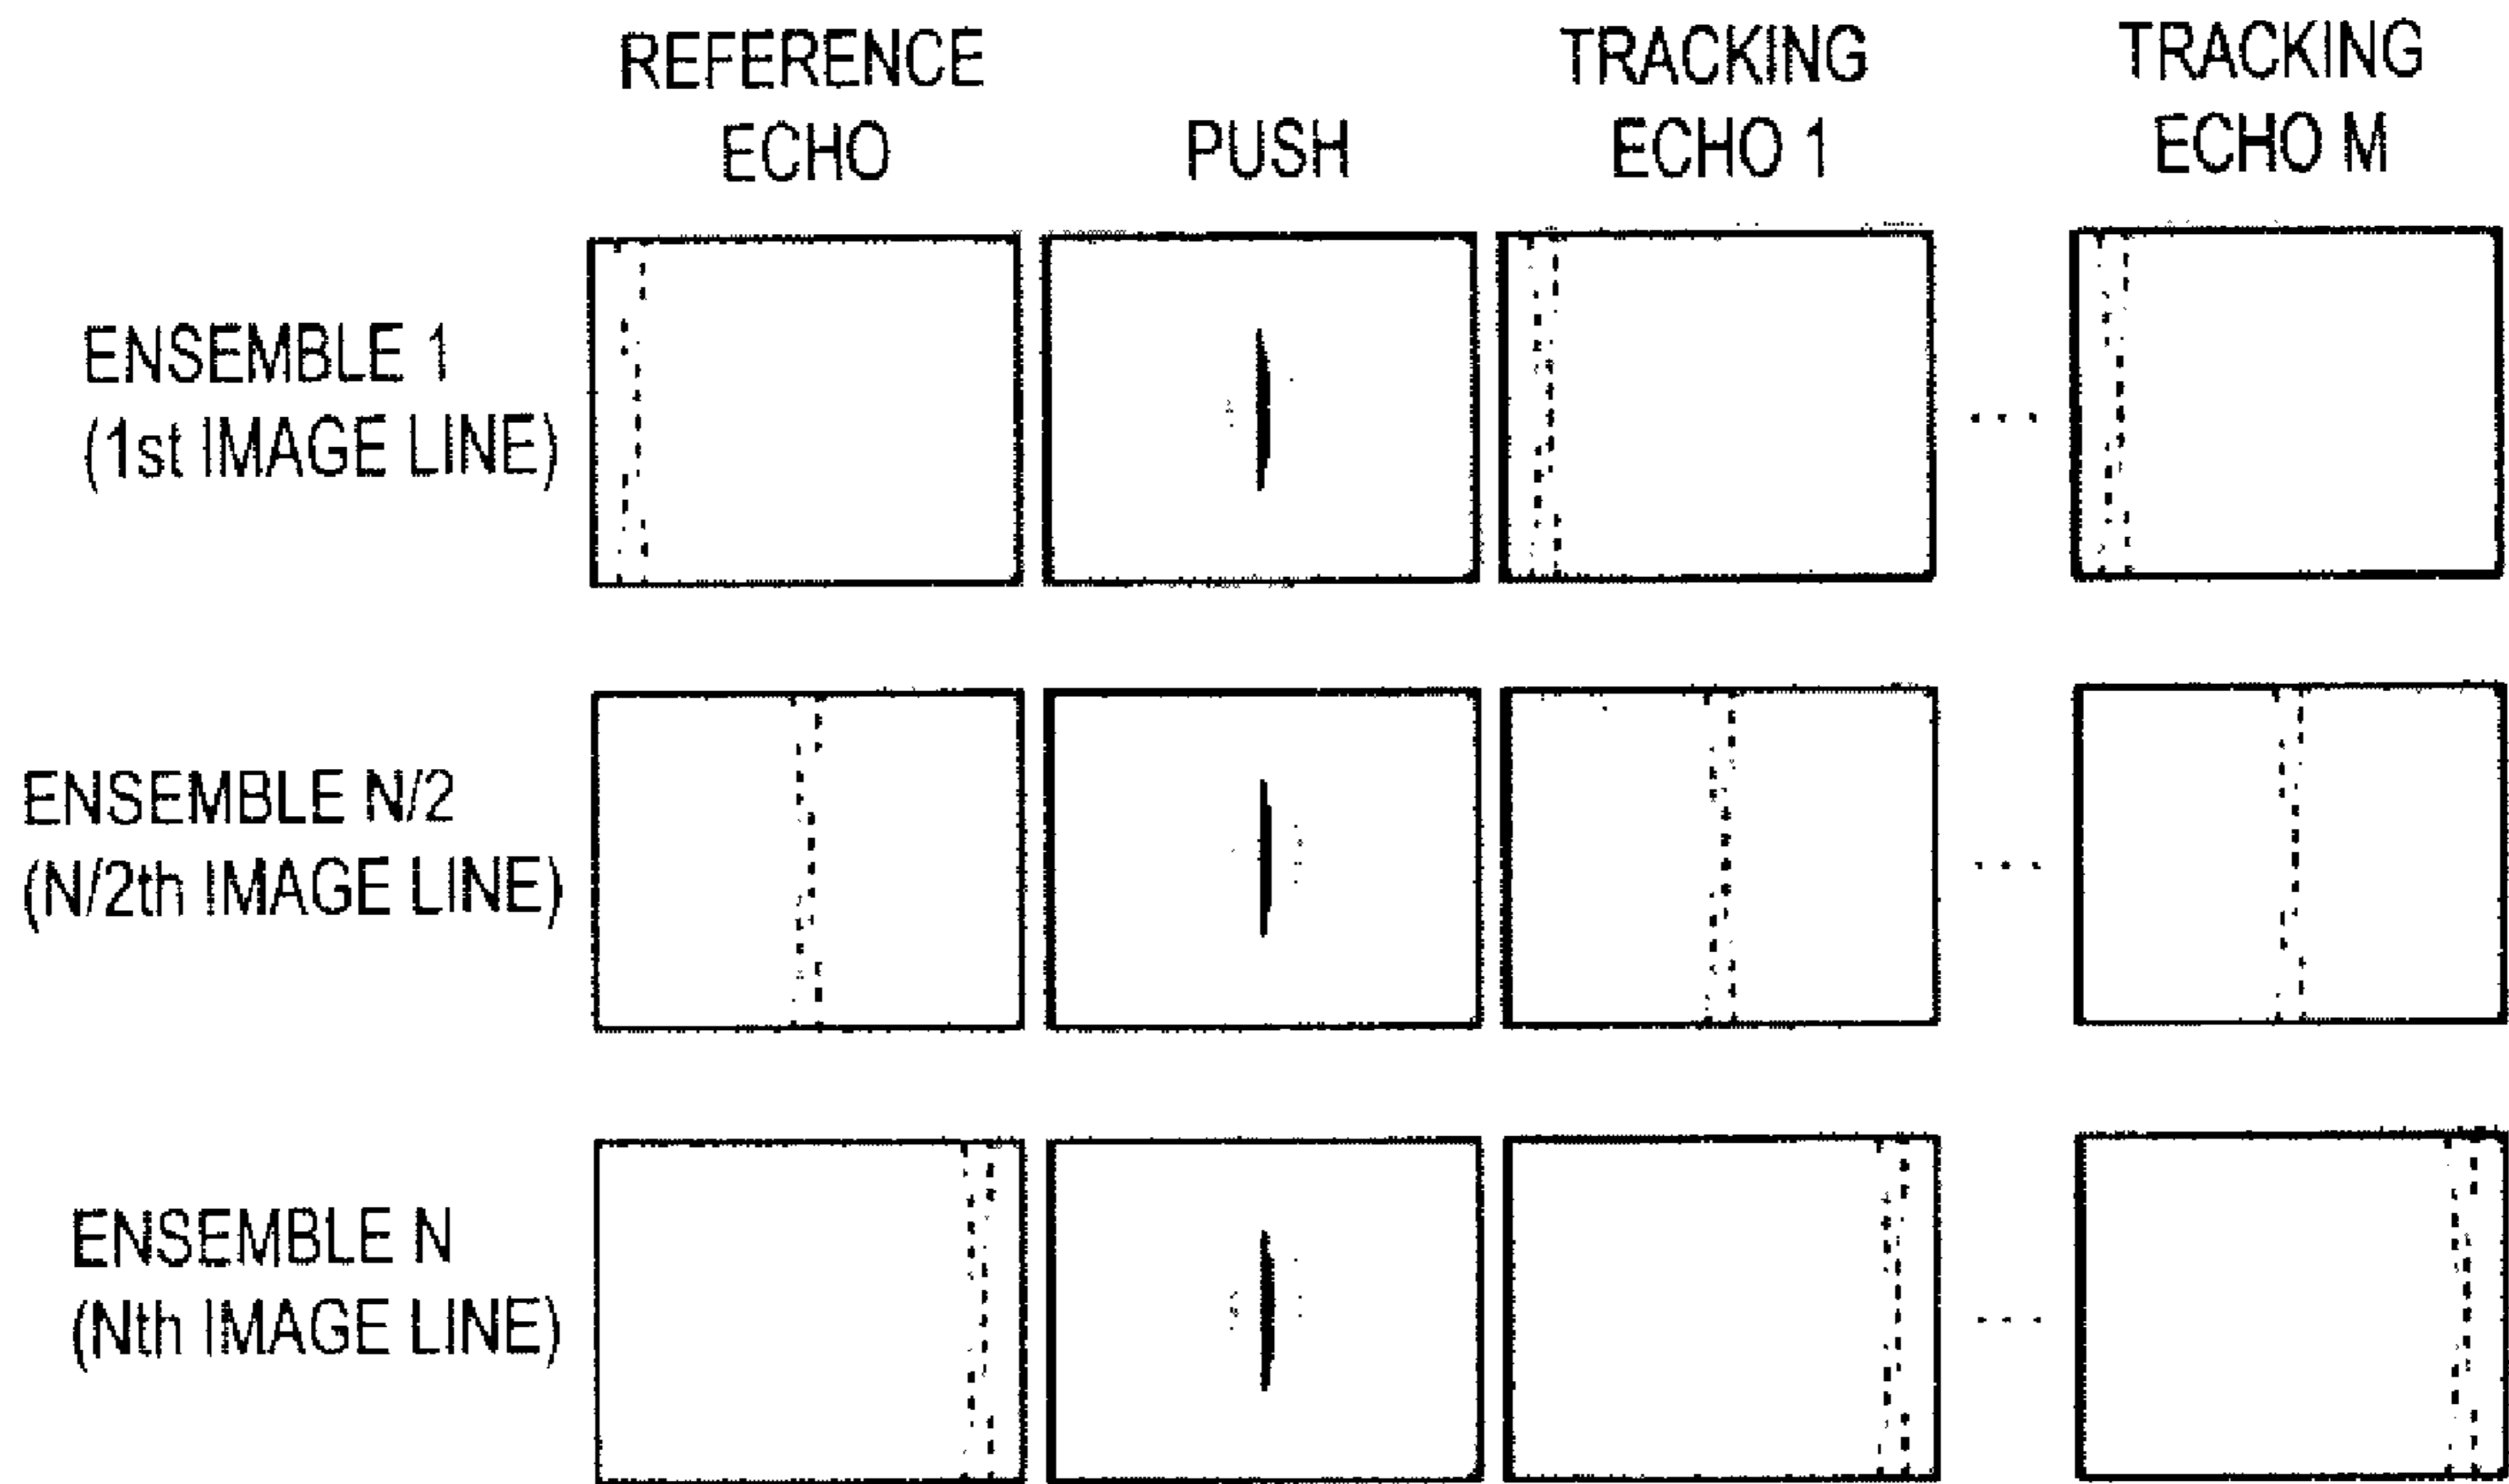 REFERENCE
ECHO
PUSH
TRACKING
ECHO 1
TRACKING
ECHO M
ENSEMBLE 1
(1st IMAGE LINE)
...
ENSEMBLE N/2
(N/2th IMAGE LINE)
...
ENSEMBLE N
(Nth IMAGE LINE)
...